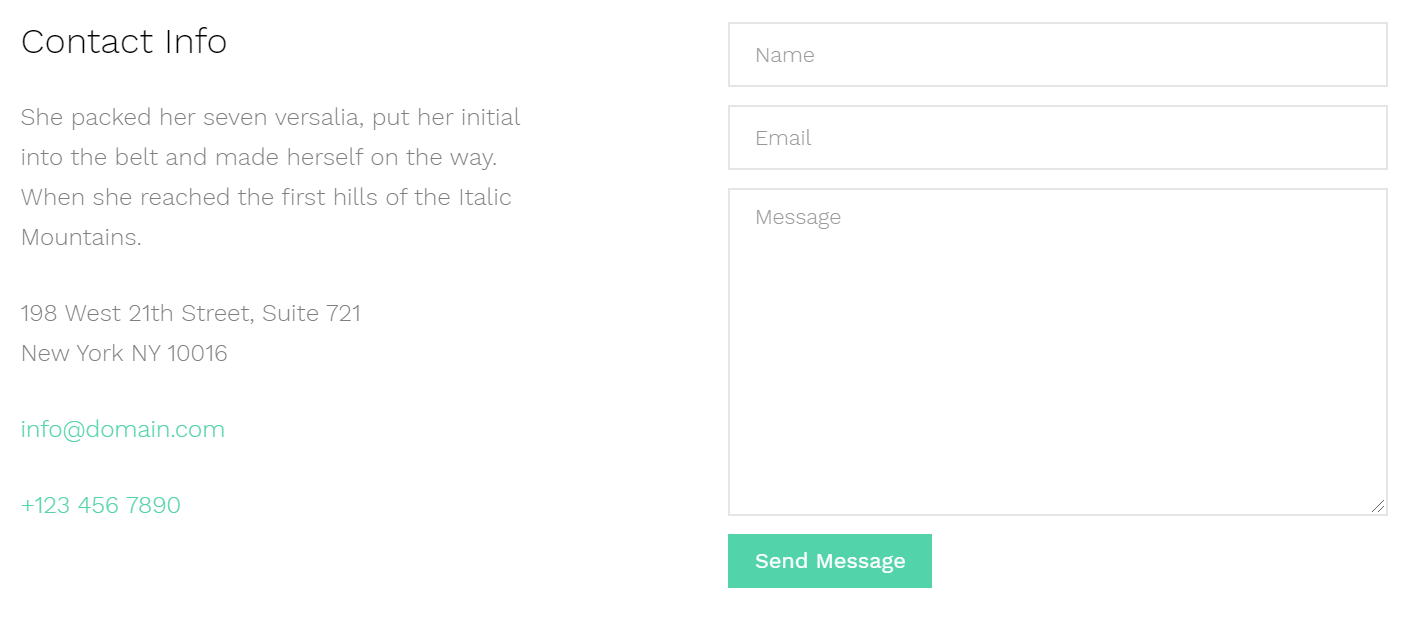 Contact Info
She packed her seven versalia, put her initial
into the belt and made herself on the way.
When she reached the first hills of the Italic
Mountains.
198 West 21th Street, Suite 721
New York NY 10016
info@domain.com
+123 456 7890
Name
Email
Message
Send Message